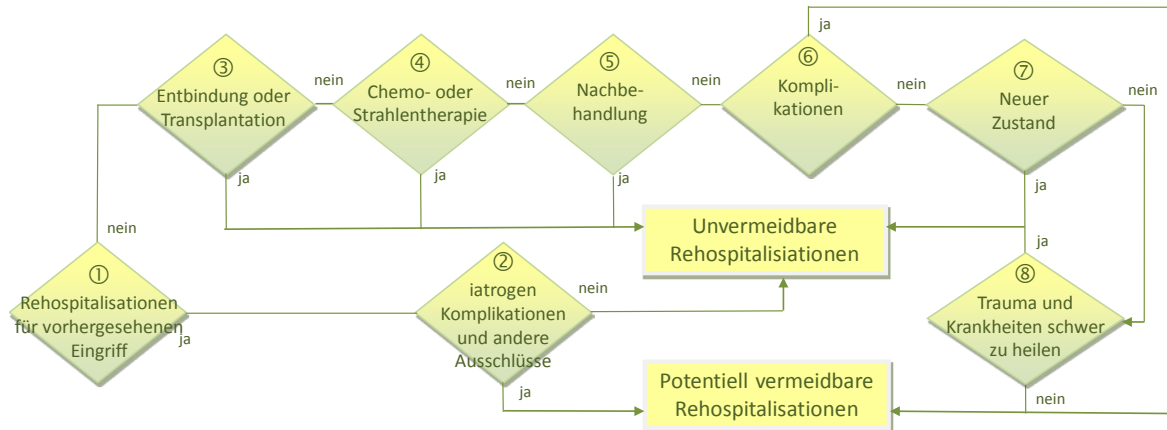 ja
③
Entbindung oder
Transplantation
nein
④
Chemo- oder
Strahlentherapie
nein
⑤
Nachbe-
handlung
nein
⑥
Kompli-
kationen
nein
⑦
Neuer
Zustand
nein
ja
ja
ja
ja
nein
Unvermeidbare
Rehospitalisiationen
ja
①
Rehospitalisationen
für vorhergesehenen
Eingriff
ja
②
iatrogen
Komplikationen
und andere
Ausschlüsse
nein
⑧
Trauma und
Krankheiten schwer
zu heilen
ja
Potentiell vermeidbare
Rehospitalisationen
nein